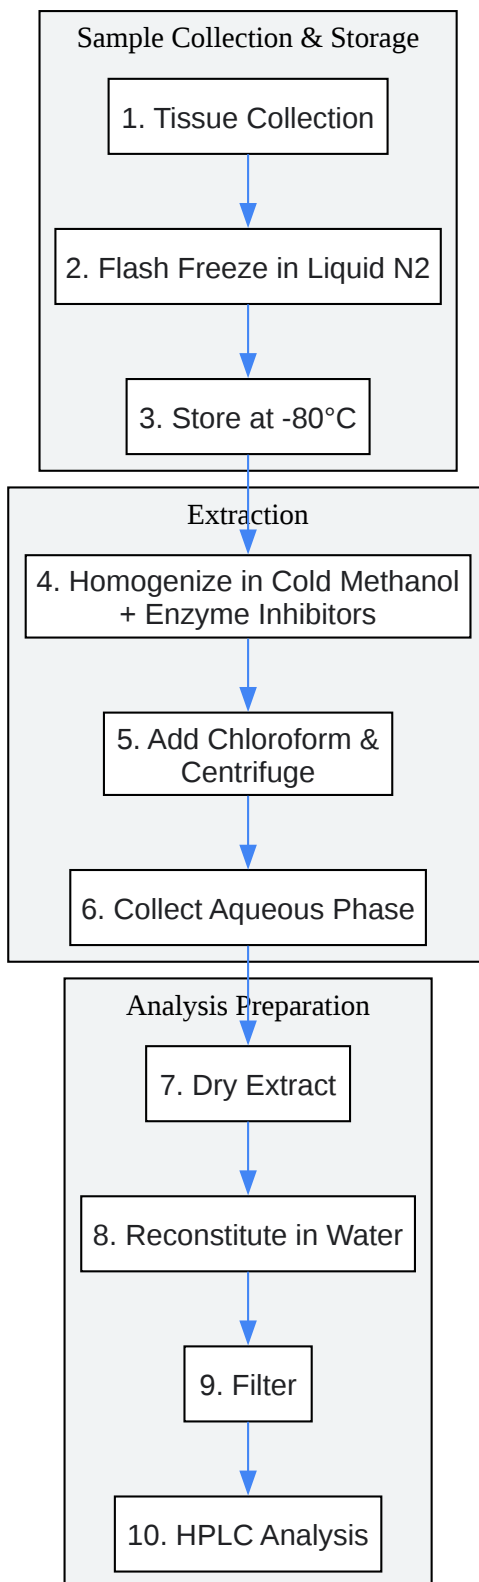 Sample Collection & Storage
1. Tissue Collection
2. Flash Freeze in Liquid N2
3. Store at -80°C
Extraction
4. Homogenize in Cold Methanol
+ Enzyme Inhibitors
5. Add Chloroform &
Centrifuge
6. Collect Aqueous Phase
Analysis Preparation
7. Dry Extract
8. Reconstitute in Water
9. Filter
10. HPLC Analysis